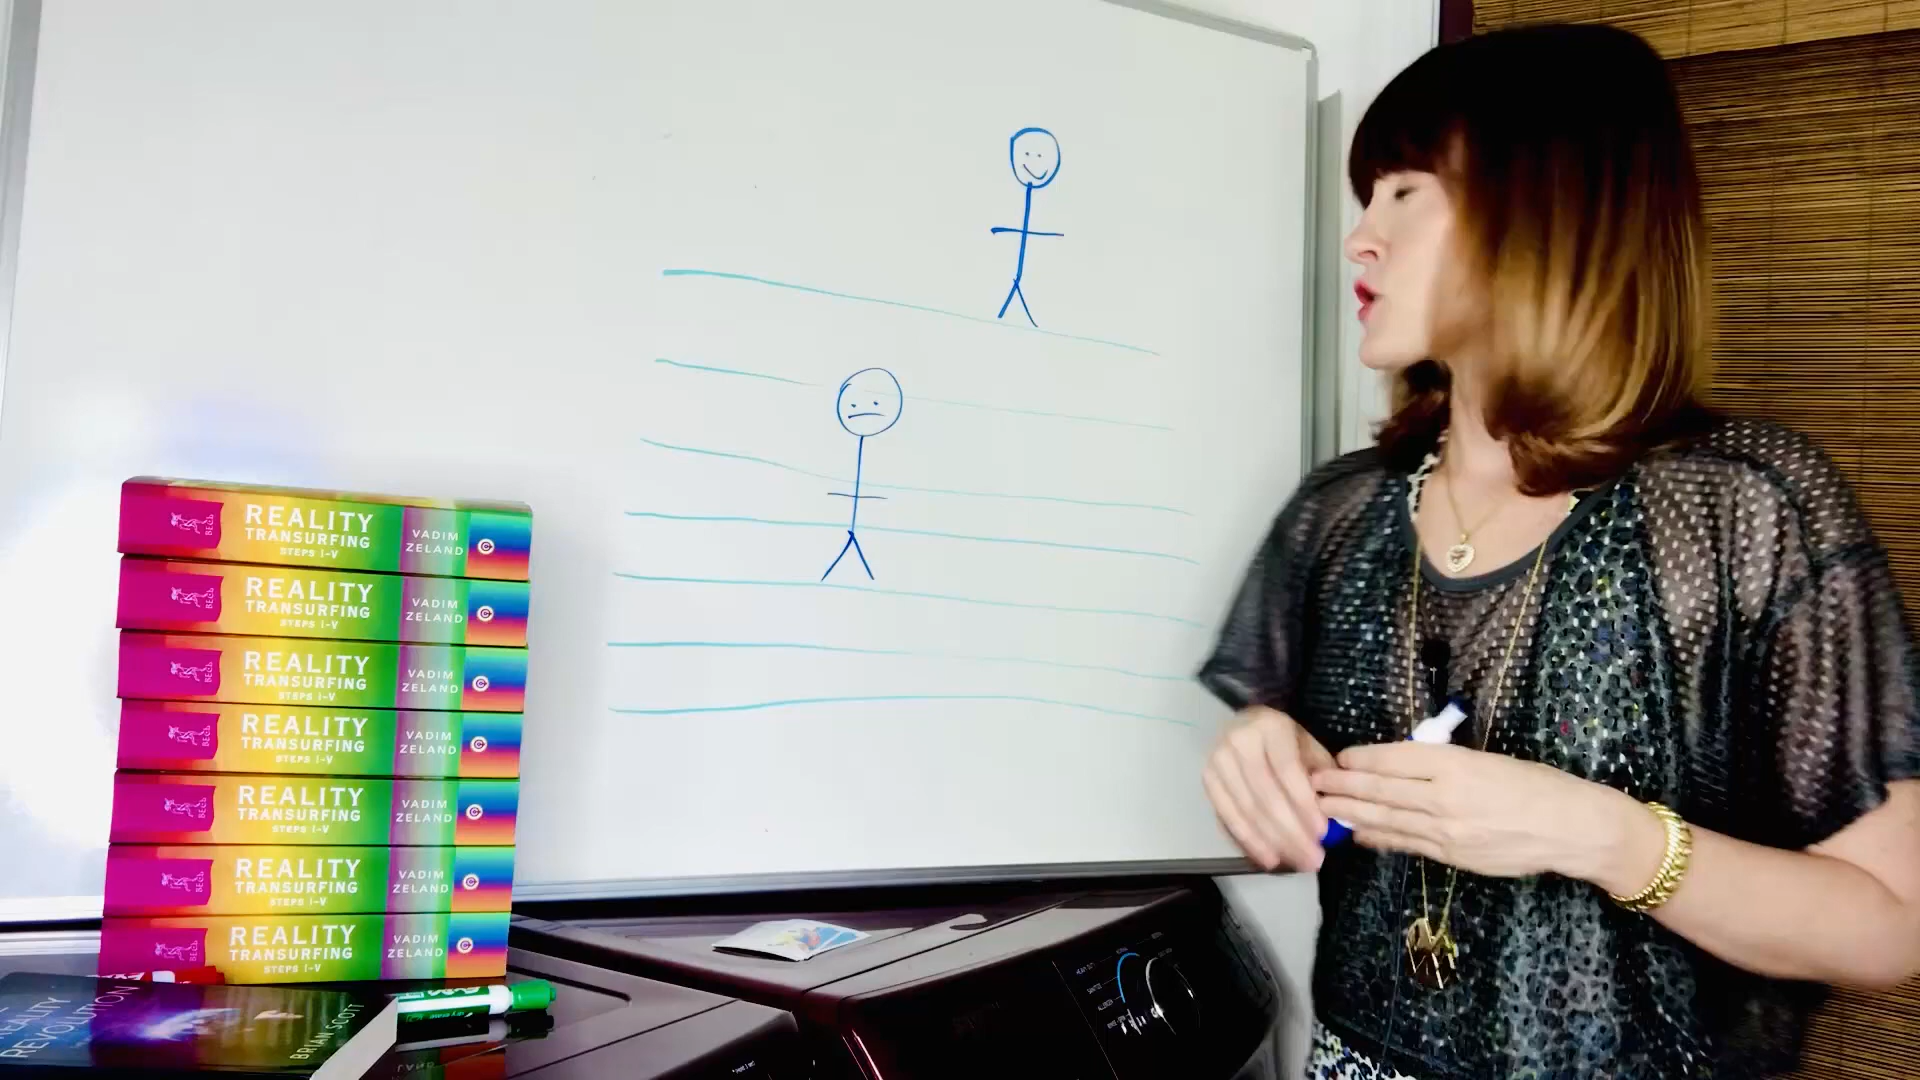 REALITY
TRANSURFING
STEPS I-V
VADIM
ZELAND
REALITY
TRANSURFING
STEPS I-V
VADIM
ZELAND
REALITY
TRANSURFING
STEPS I-V
VADIM
ZELAND
REALITY
TRANSURFING
STEPS I-V
VADIM
ZELAND
REALITY
TRANSURFING
STEPS I-V
VADIM
ZELAND
REALITY
TRANSURFING
STEPS I-V
VADIM
ZELAND
REALITY
TRANSURFING
STEPS I-V
VADIM
ZELAND
REALITY
REVOLUTION
BRIAN SCOTT